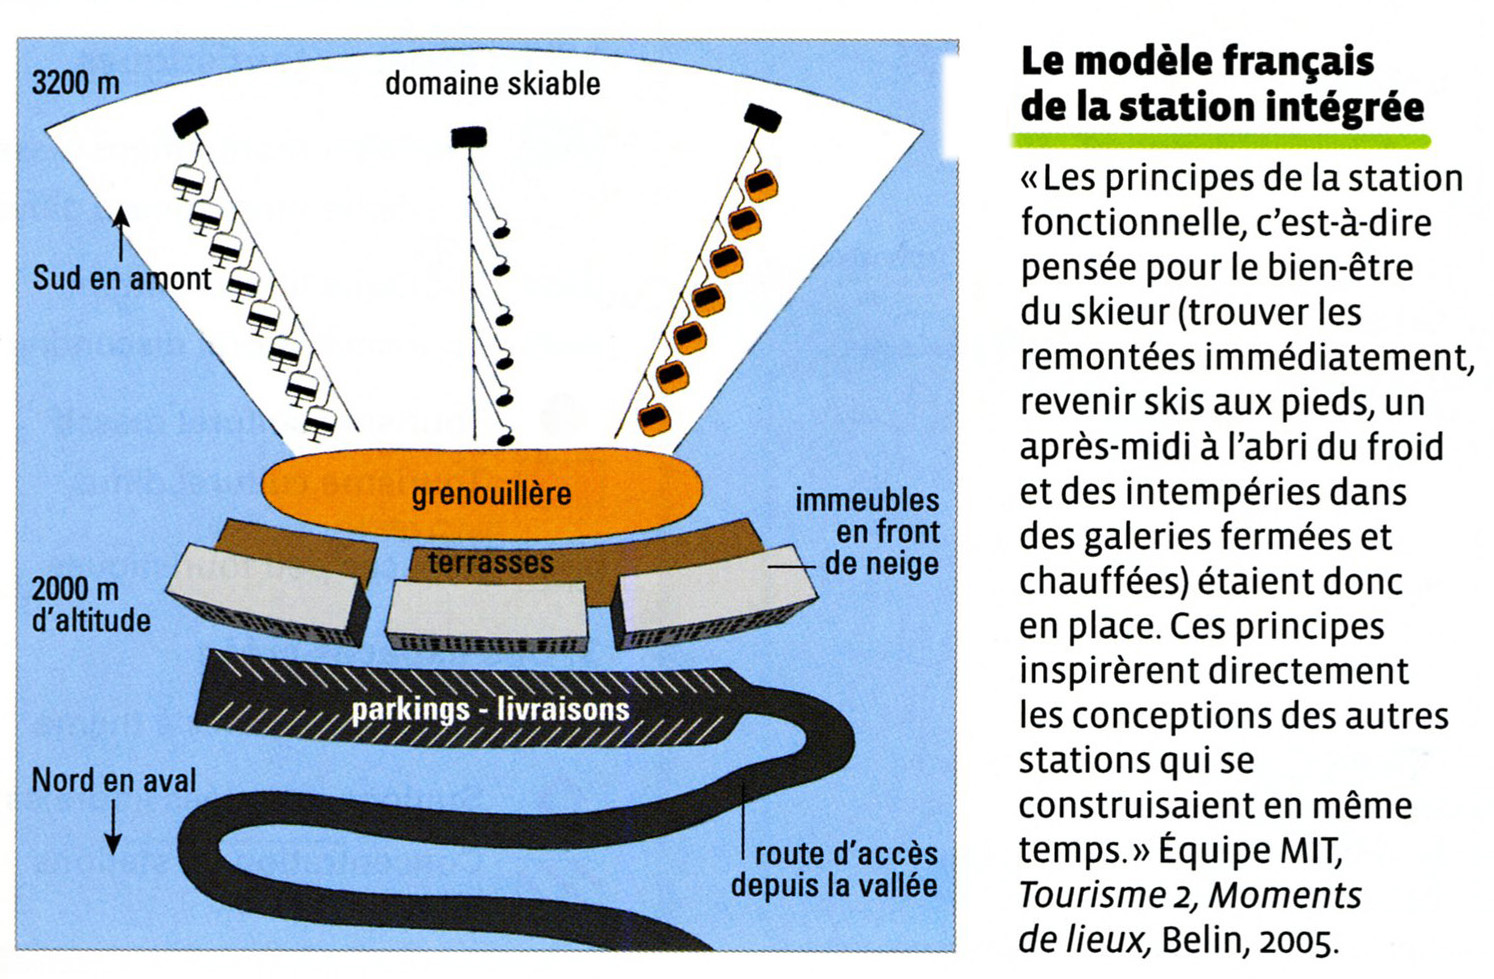 3200 m
domaine skiable
Sud en amont
grenouillère
immeubles
en front
de neige
terrasses
2000 m
d'altitude
parkings - livraisons
Nord en aval
route d'accès
depuis la vallée
Le modèle français
de la station intégrée
« Les principes de la station
fonctionnelle, c'est-à-dire
pensée pour le bien-être
du skieur (trouver les
remontées immédiatement,
revenir skis aux pieds, un
après-midi à l'abri du froid
et des intempéries dans
des galeries fermées et
chauffées) étaient donc
en place. Ces principes
inspirèrent directement
les conceptions des autres
stations qui se
construisaient en même
temps. » Équipe MIT,
Tourisme 2, Moments
de lieux, Belin, 2005.